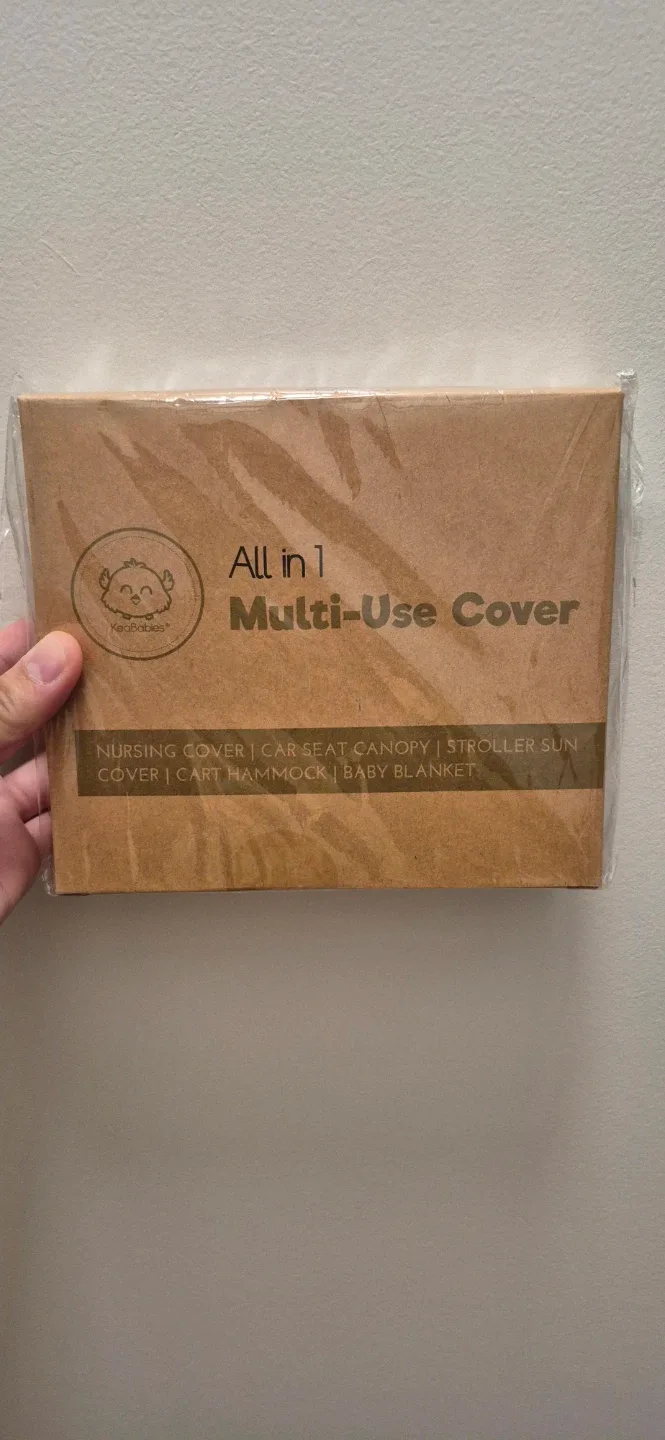 KeaBabies®
All in 1
Multi-Use Cover
NURSING COVER | CAR SEAT CANOPY | STROLLER SUN
COVER | CART HAMMOCK | BABY BLANKET